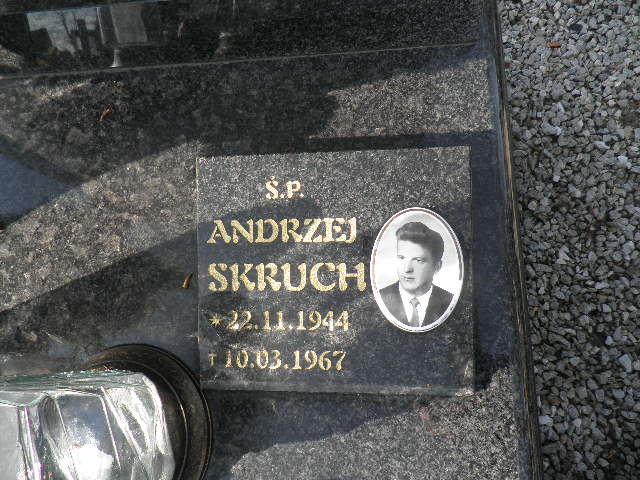 Ś.P.
ANDRZEJ
SKRUCH
* 22.11.1944
† 10.03.1967